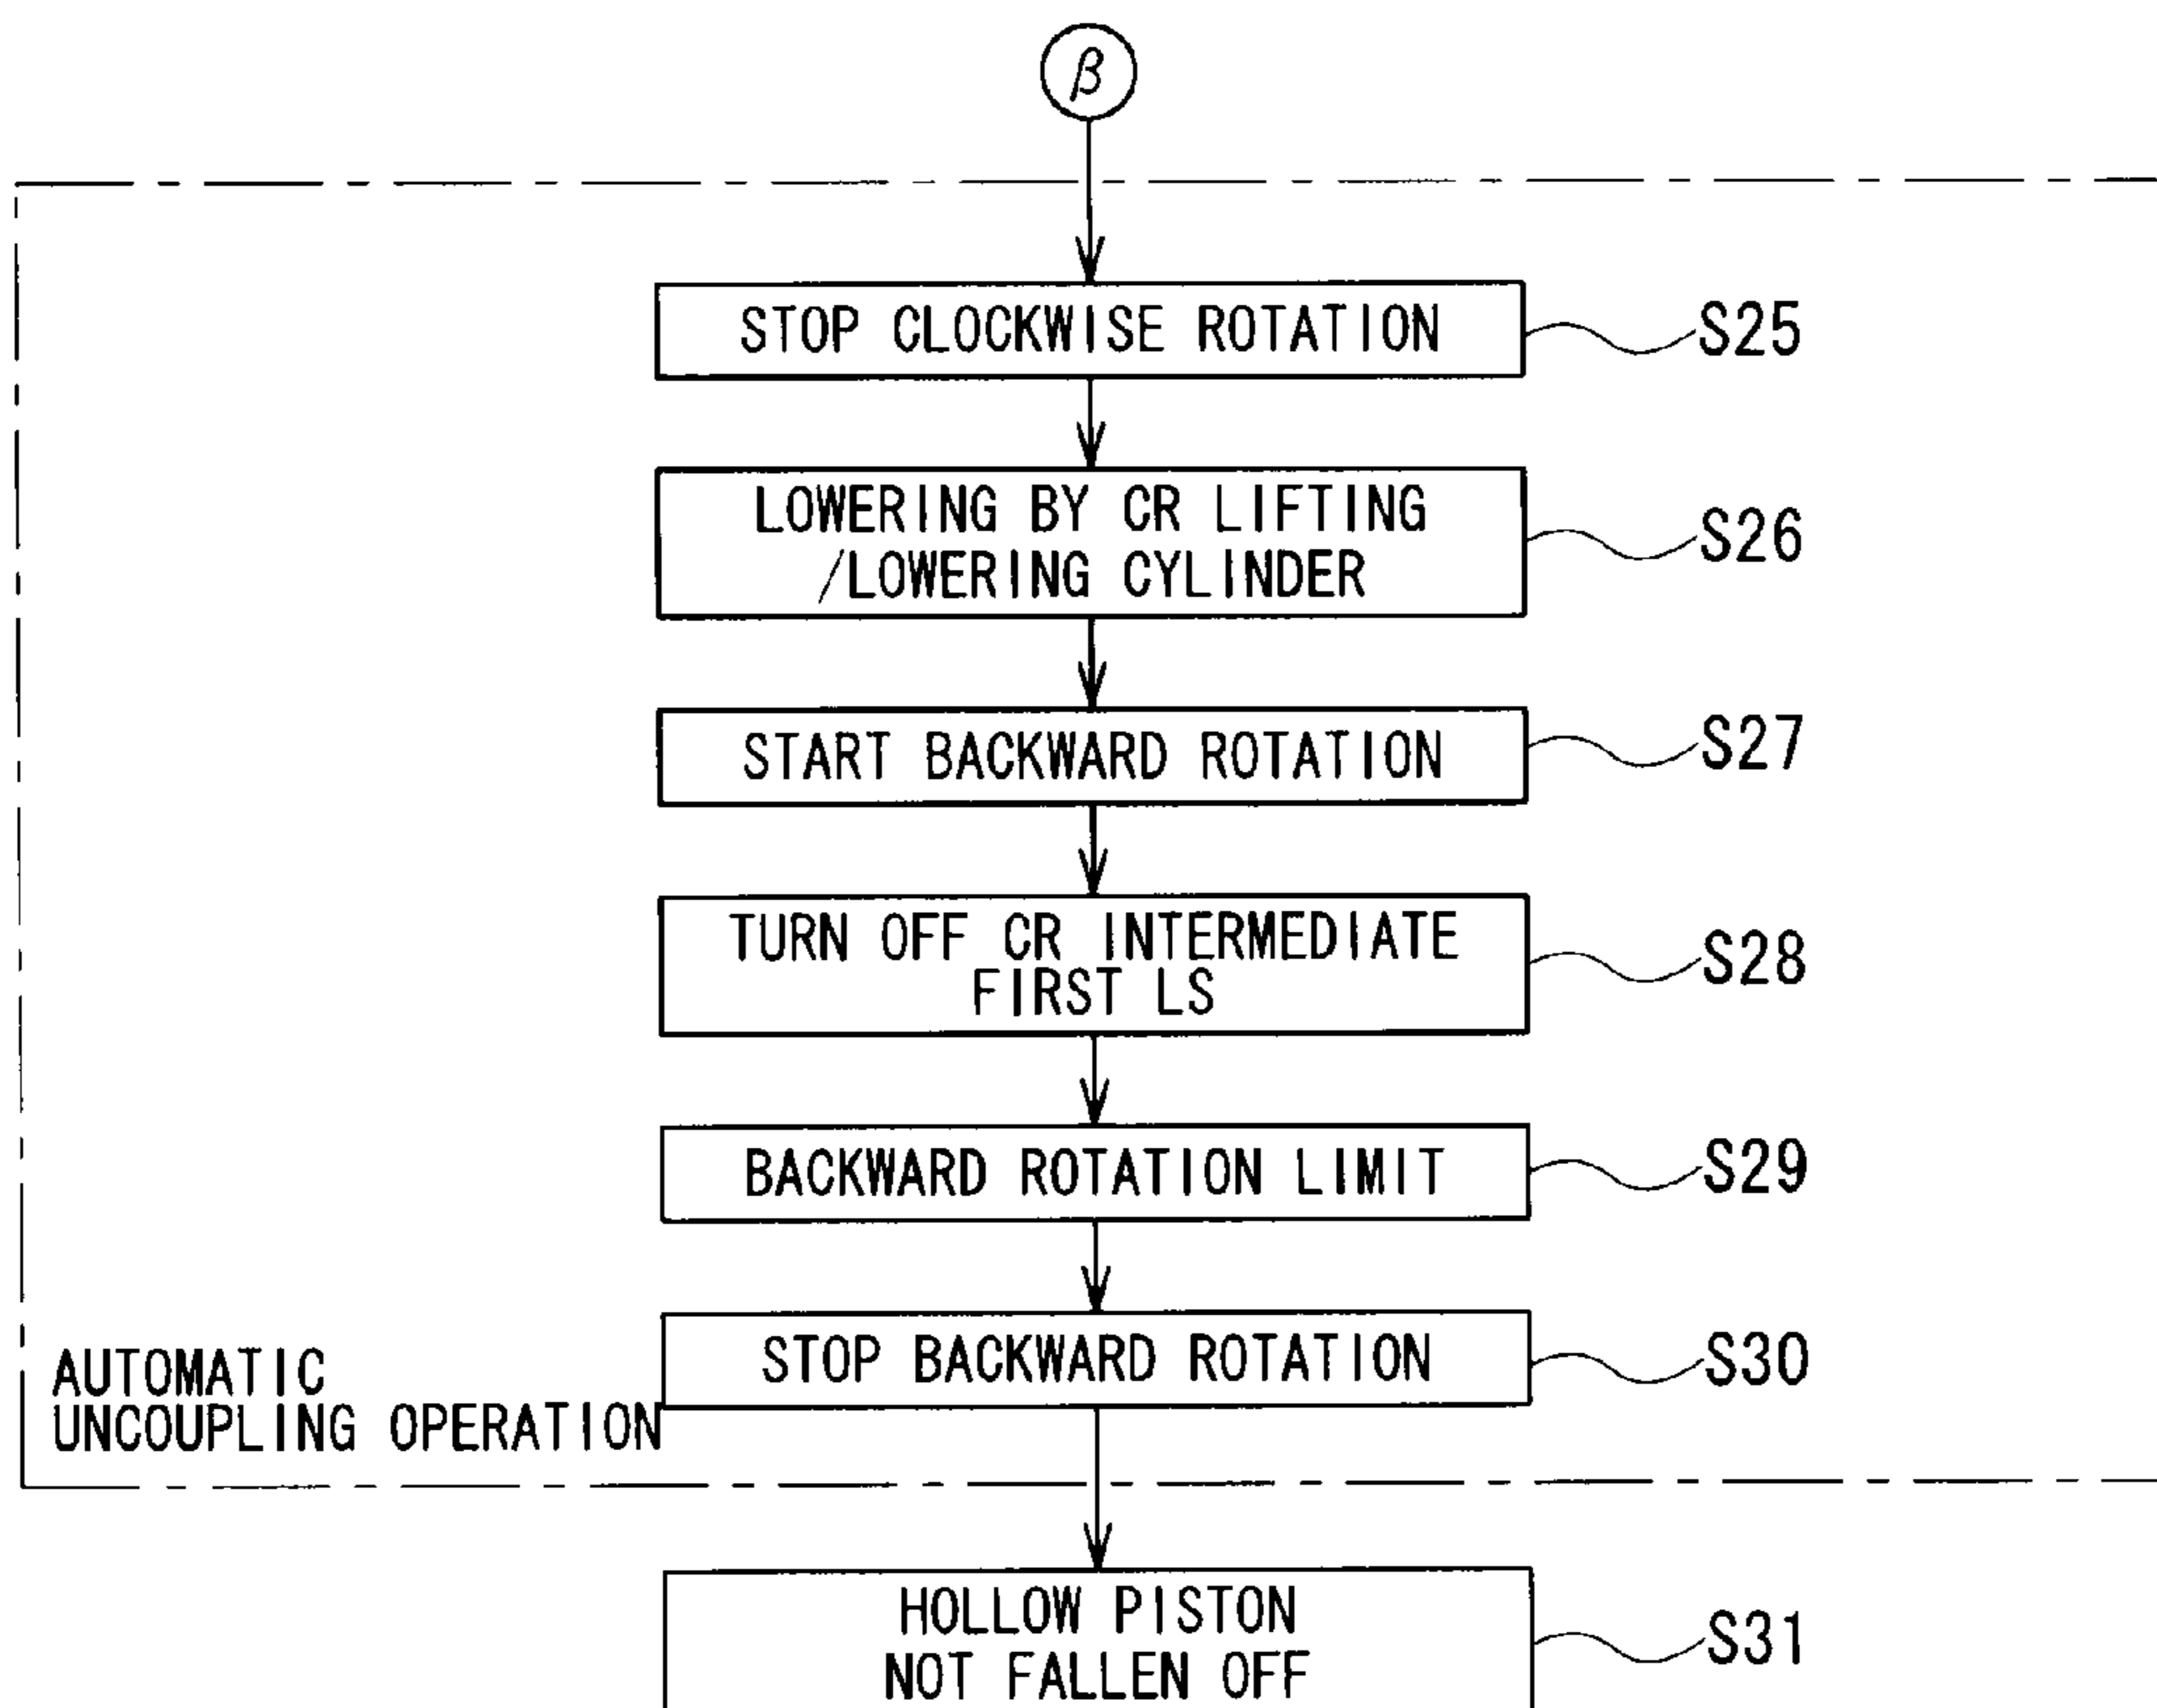 β
STOP CLOCKWISE ROTATION
S25
LOWERING BY CR LIFTING
/LOWERING CYLINDER
S26
START BACKWARD ROTATION
S27
TURN OFF CR INTERMEDIATE
FIRST LS
S28
BACKWARD ROTATION LIMIT
S29
STOP BACKWARD ROTATION
S30
AUTOMATIC
UNCOUPLING OPERATION
HOLLOW PISTON
NOT FALLEN OFF
S31